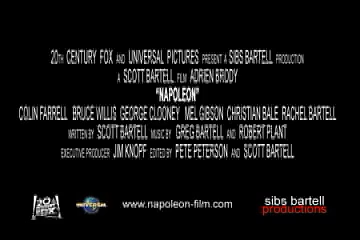 20TH CENTURY FOX AND UNIVERSAL PICTURES PRESENT A SIBS BARTELL PRODUCTION
A SCOTT BARTELL FILM ADRIEN BRODY
"NAPOLEON"
COLIN FARRELL BRUCE WILLIS GEORGE CLOONEY MEL GIBSON CHRISTIAN BALE RACHEL BARTELL
WRITTEN BY SCOTT BARTELL MUSIC BY GREG BARTELL AND ROBERT PLANT
EXECUTIVE PRODUCER JIM KNOPF EDITED BY PETE PETERSON AND SCOTT BARTELL
20 FOX
UNIVERSAL
www.napoleon-film.com
sibs bartell
productions